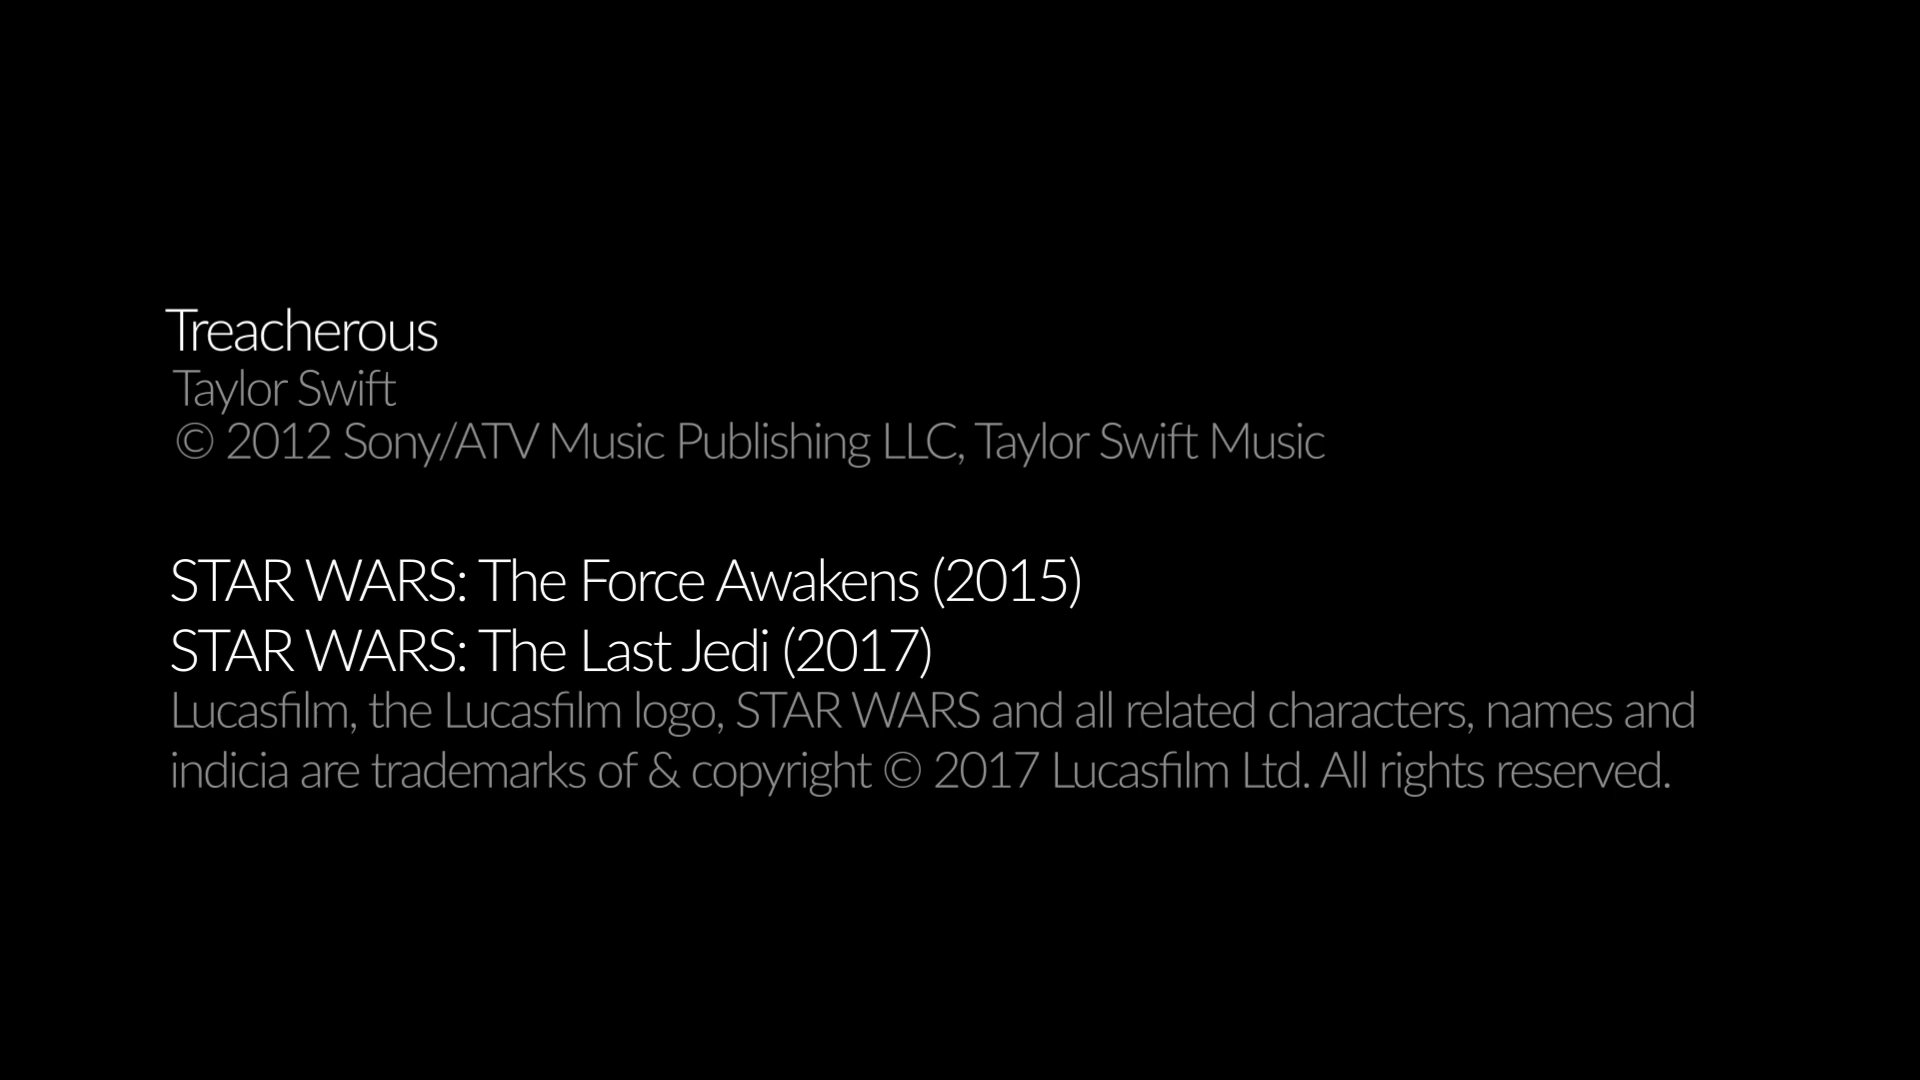 Treacherous
Taylor Swift
© 2012 Sony/ATV Music Publishing LLC, Taylor Swift Music
STAR WARS: The Force Awakens (2015)
STAR WARS: The Last Jedi (2017)
Lucasfilm, the Lucasfilm logo, STAR WARS and all related characters, names and
indicia are trademarks of & copyright © 2017 Lucasfilm Ltd. All rights reserved.